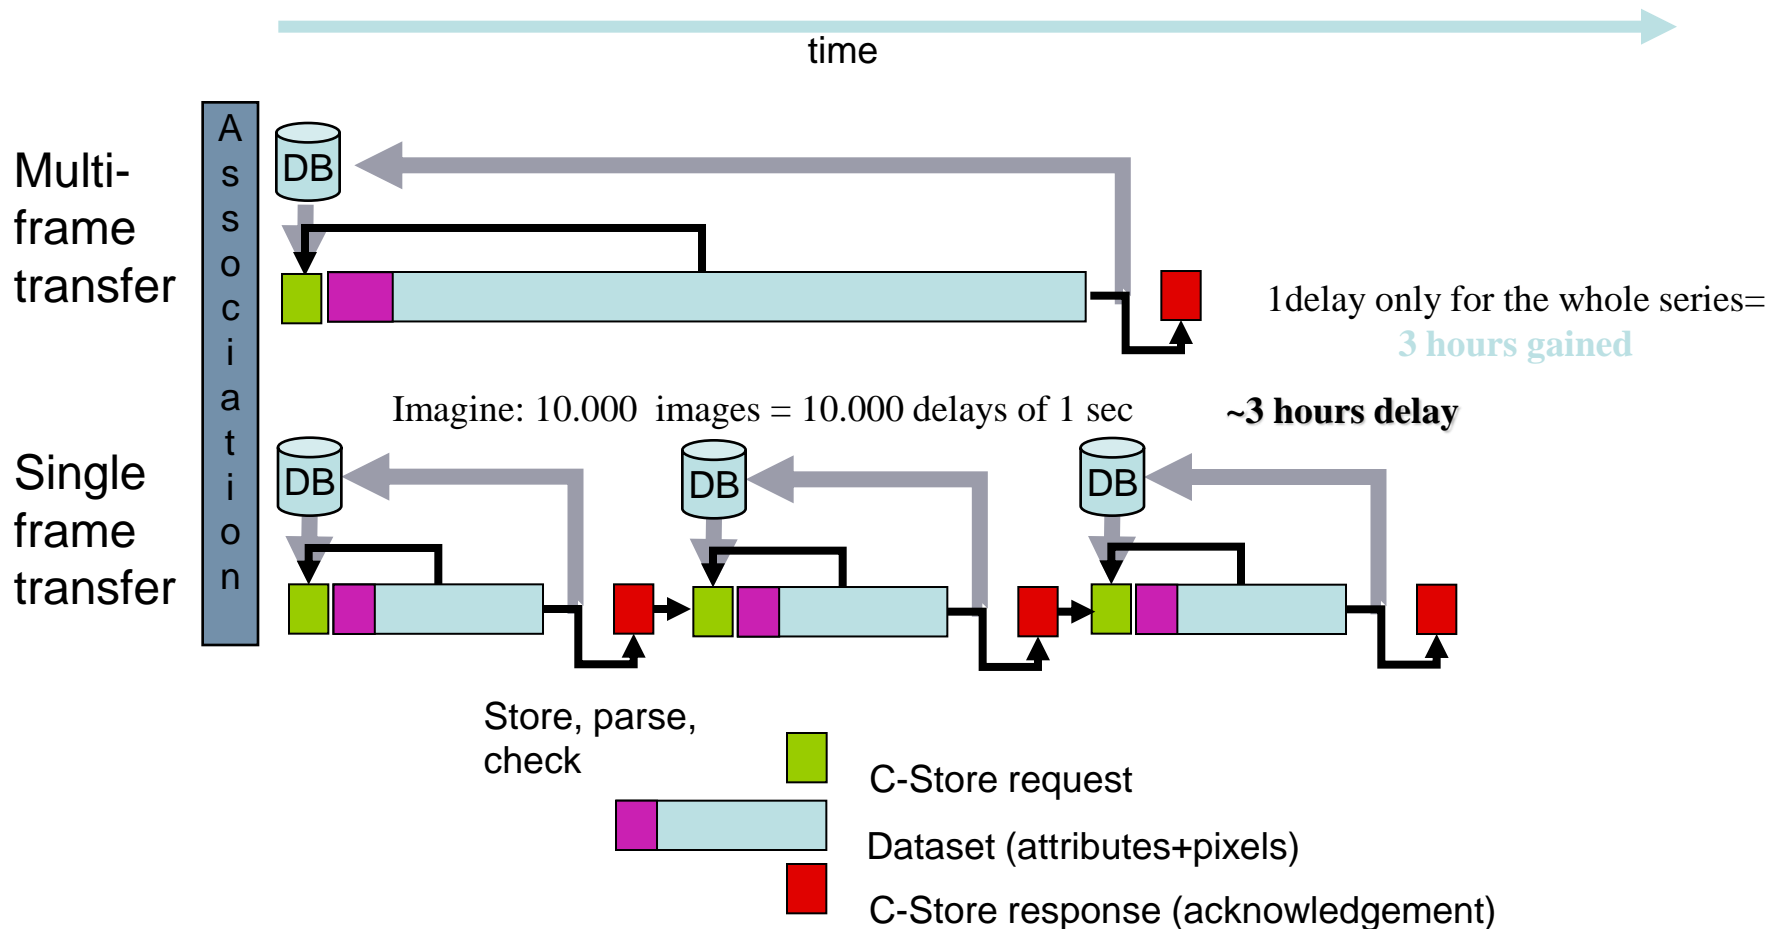 time
Association
Multi-
frame
transfer
DB
1delay only for the whole series=
3 hours gained
Imagine: 10.000 images = 10.000 delays of 1 sec ~3 hours delay
Single
frame
transfer
DB
DB
DB
Store, parse,
check
C-Store request
Dataset (attributes+pixels)
C-Store response (acknowledgement)